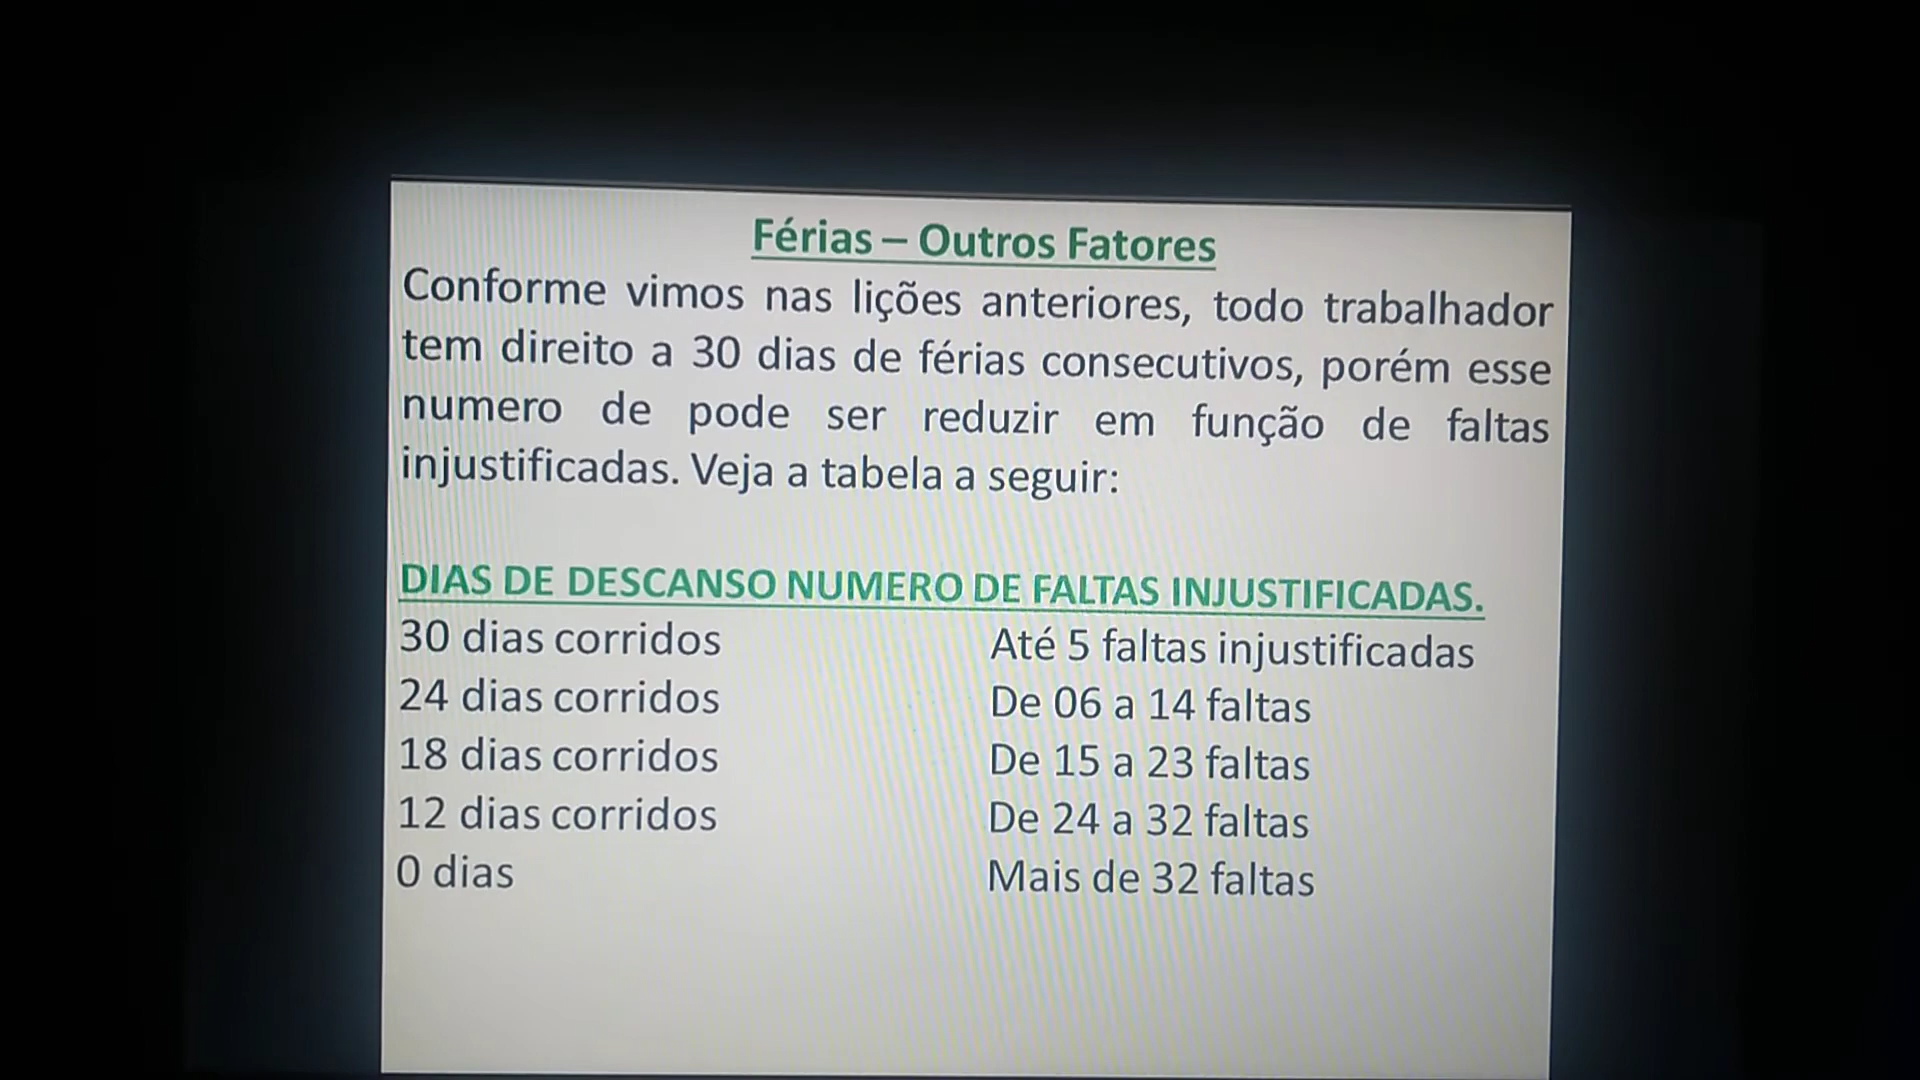 Férias – Outros Fatores
Conforme vimos nas lições anteriores, todo trabalhador
tem direito a 30 dias de férias consecutivos, porém esse
numero de pode ser reduzir em função de faltas
injustificadas. Veja a tabela a seguir:
DIAS DE DESCANSO NUMERO DE FALTAS INJUSTIFICADAS.
30 dias corridos Até 5 faltas injustificadas
24 dias corridos De 06 a 14 faltas
18 dias corridos De 15 a 23 faltas
12 dias corridos De 24 a 32 faltas
0 dias Mais de 32 faltas